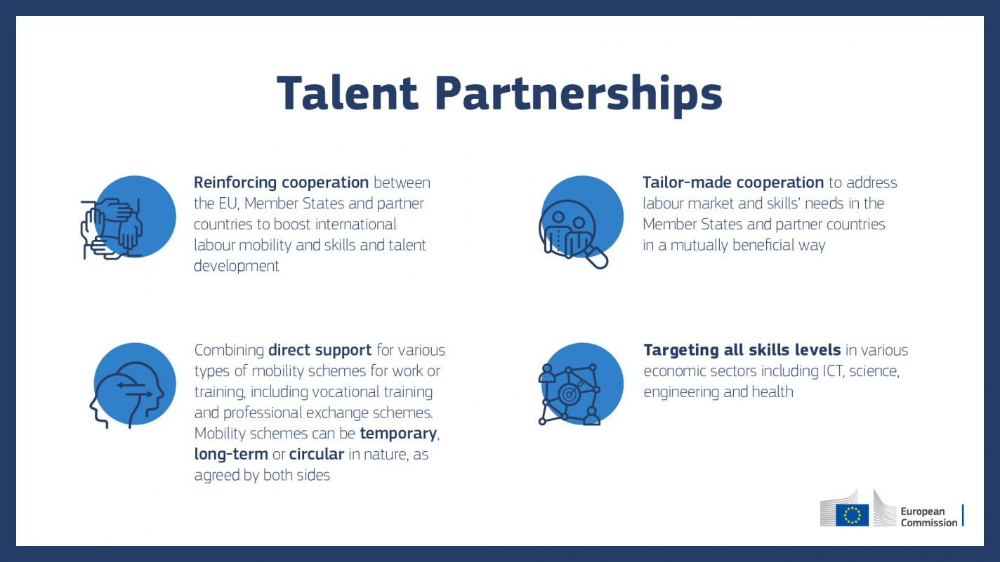 Talent Partnerships
Reinforcing cooperation between
the EU, Member States and partner
countries to boost international
labour mobility and skills and talent
development
Tailor-made cooperation to address
labour market and skills’ needs in the
Member States and partner countries
in a mutually beneficial way
Combining direct support for various
types of mobility schemes for work or
training, including vocational training
and professional exchange schemes.
Mobility schemes can be temporary,
long-term or circular in nature, as
agreed by both sides
Targeting all skills levels in various
economic sectors including ICT, science,
engineering and health
European
Commission